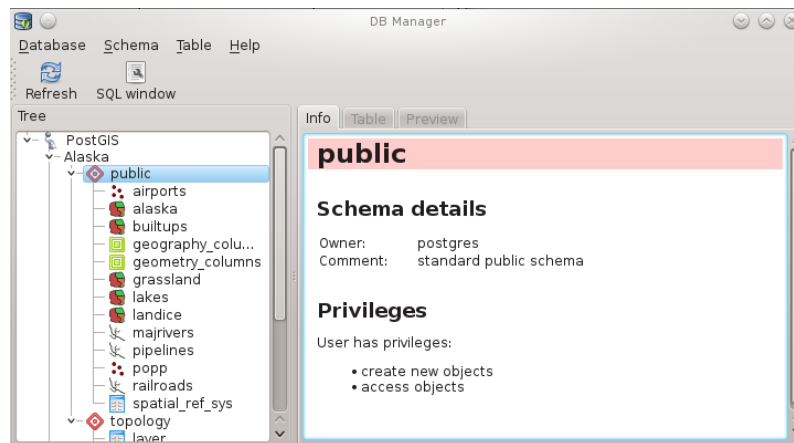 DB Manager
Database Schema Table Help
Refresh SQL window
Tree
PostGIS
Alaska
public
airports
alaska
builtups
geography_colu...
geometry_columns
grassland
lakes
landice
majrivers
pipelines
popp
railroads
spatial_ref_sys
topology
layer
Info Table Preview
public
Schema details
Owner: postgres
Comment: standard public schema
Privileges
User has privileges:
• create new objects
• access objects